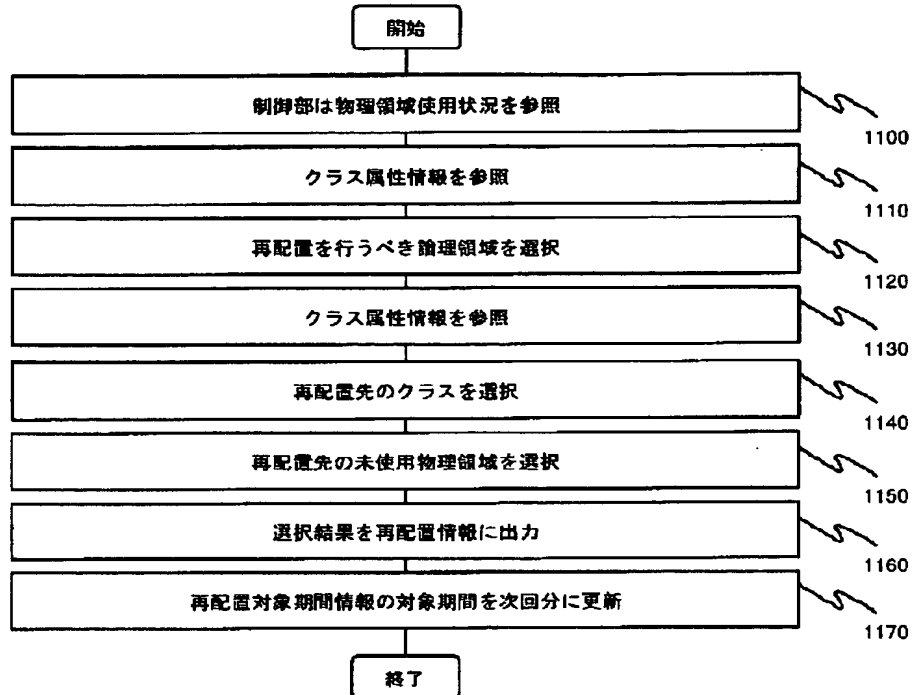 開始
制御部は物理領域使用状況を参照
1100
クラス属性情報を参照
1110
再配置を行うべき論理領域を選択
1120
クラス属性情報を参照
1130
再配置先のクラスを選択
1140
再配置先の未使用物理領域を選択
1150
選択結果を再配置情報に出力
1160
再配置対象期間情報の対象期間を次回分に更新
1170
終了